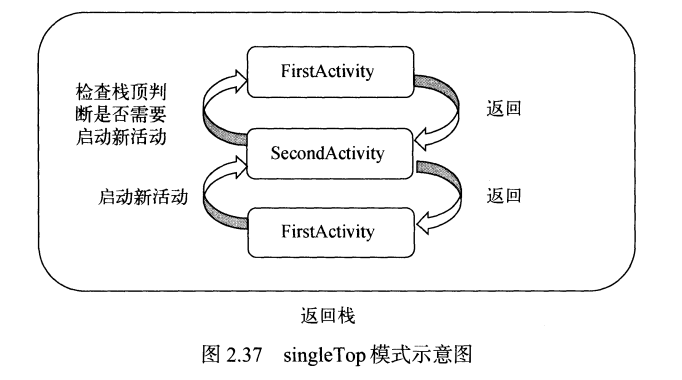 FirstActivity
检查栈顶判
断是否需要
启动新活动
返回
SecondActivity
启动新活动
返回
FirstActivity
返回栈
图 2.37 singleTop 模式示意图